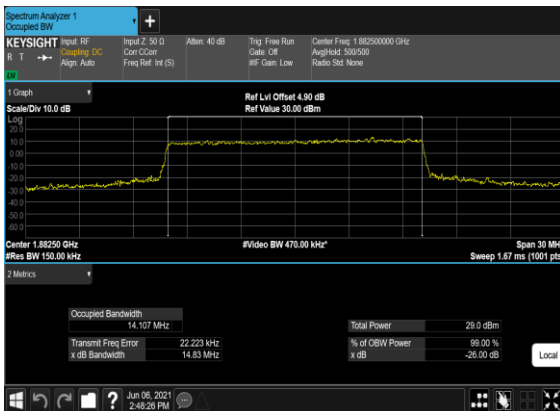 Spectrum Analyzer 1
Occupied BW
+
KEYSIGHT
R T
LV
Input: RF
Coupling: DC
Align: Auto
Input Z: 50 Ω
Corr CCorr
Freq Ref: Int (S)
Atten: 40 dB
Trig: Free Run
Gate: Off
#IF Gain: Low
Center Freq: 1.882500000 GHz
Avg|Hold: 500/500
Radio Std: None
1 Graph
Scale/Div 10.0 dB
Ref Lvl Offset 4.90 dB
Ref Value 30.00 dBm
Log
20.0
10.0
0.00
-10.0
-20.0
-30.0
-40.0
-50.0
-60.0
Center 1.88250 GHz
#Res BW 150.00 kHz
#Video BW 470.00 kHz*
Span 30 MH
Sweep 1.67 ms (1001 pts
2 Metrics
Occupied Bandwidth
14.107 MHz
Transmit Freq Error 22.223 kHz
x dB Bandwidth 14.83 MHz
Total Power 29.0 dBm
% of OBW Power 99.00 %
x dB -26.00 dB
Local
?
Jun 06, 2021
2:48:26 PM